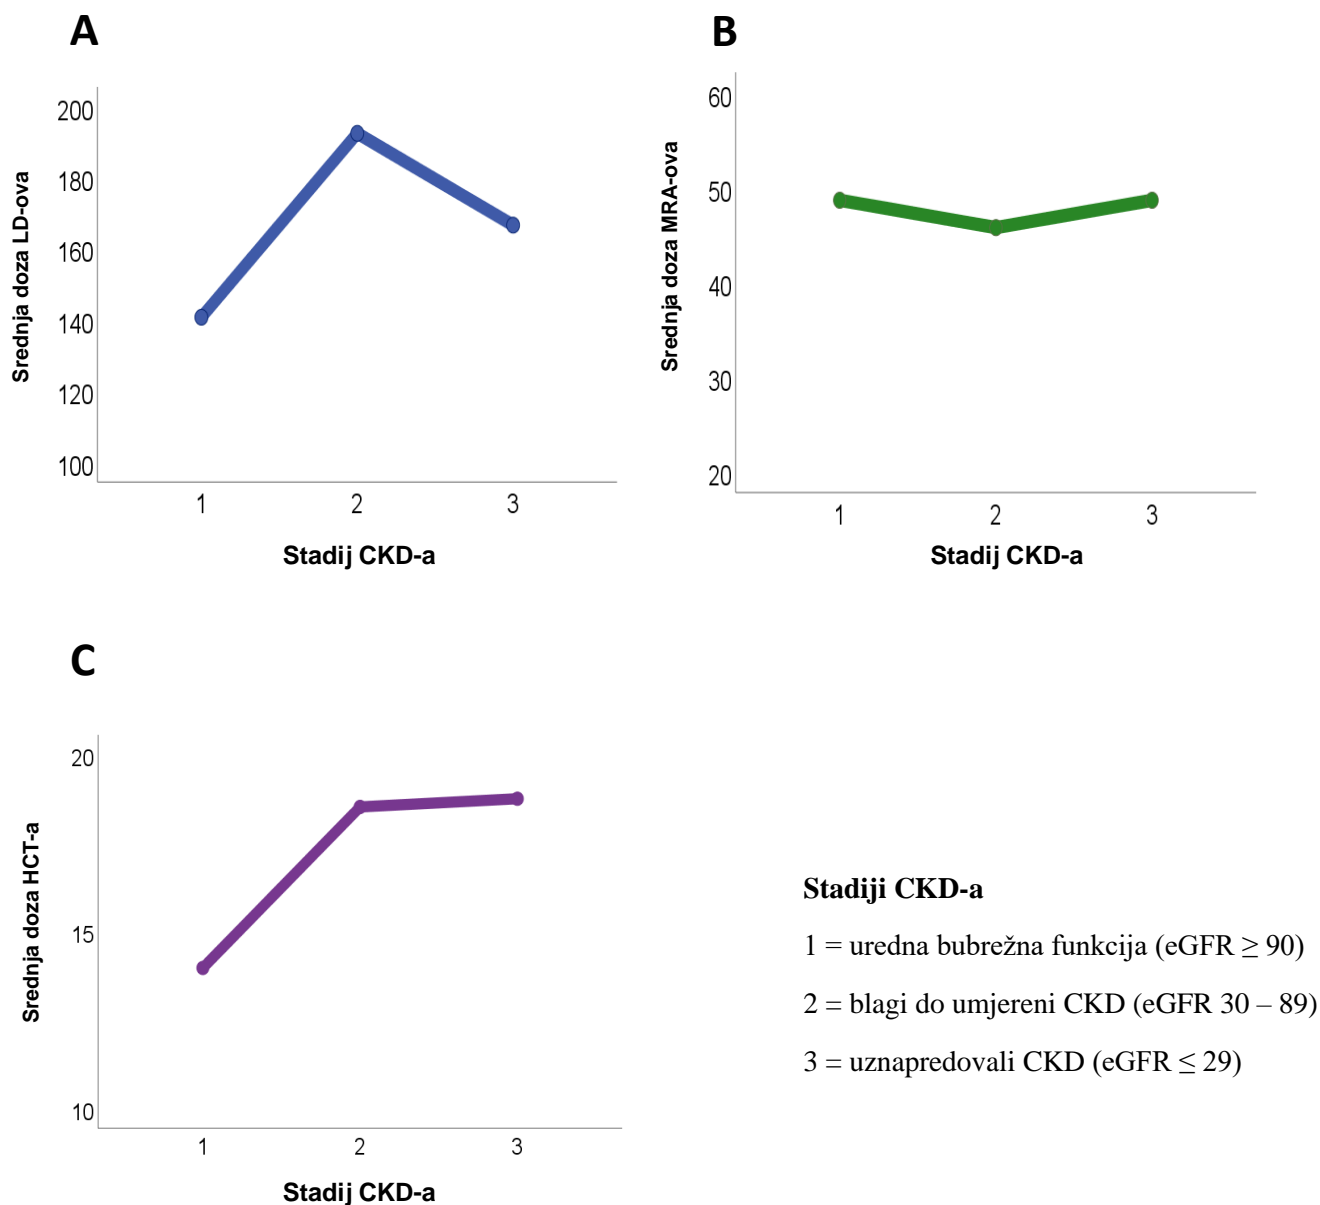 A
200
180
160
140
120
100
Srednja doza LD-ova
1 2 3
Stadij CKD-a
B
60
50
40
30
20
Srednja doza MRA-ova
1 2 3
Stadij CKD-a
C
20
15
10
Srednja doza HCT-a
1 2 3
Stadij CKD-a
Stadiji CKD-a
1 = uredna bubrežna funkcija (eGFR ≥ 90)
2 = blagi do umjereni CKD (eGFR 30 – 89)
3 = uznapredovali CKD (eGFR ≤ 29)